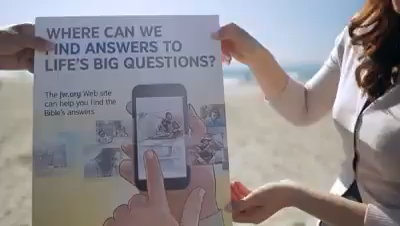 WHERE CAN WE
FIND ANSWERS TO
LIFE'S BIG QUESTIONS?
The jw.org Web site
can help you find the
Bible's answers